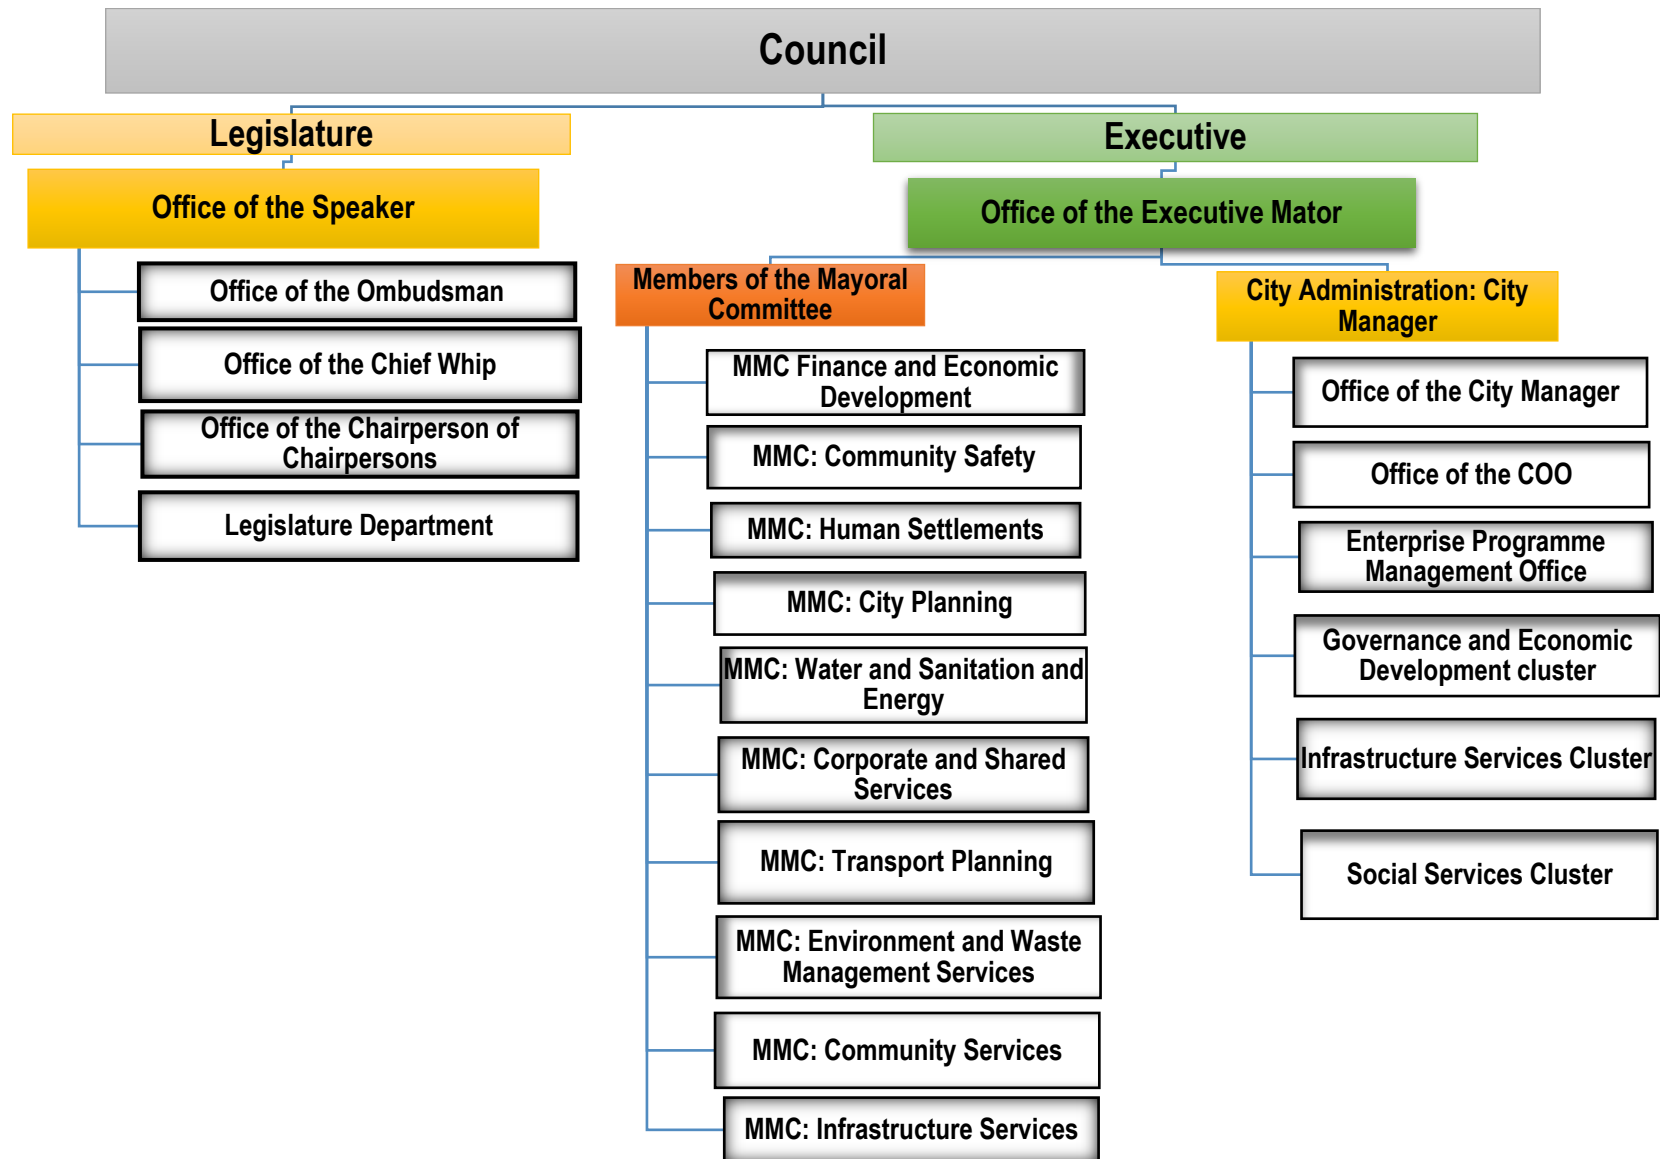 Council
Legislature
Executive
Office of the Speaker
Office of the Executive Mator
Office of the Ombudsman
Office of the Chief Whip
Office of the Chairperson of
Chairpersons
Legislature Department
Members of the Mayoral
Committee
MMC Finance and Economic
Development
MMC: Community Safety
MMC: Human Settlements
MMC: City Planning
MMC: Water and Sanitation and
Energy
MMC: Corporate and Shared
Services
MMC: Transport Planning
MMC: Environment and Waste
Management Services
MMC: Community Services
MMC: Infrastructure Services
City Administration: City
Manager
Office of the City Manager
Office of the COO
Enterprise Programme
Management Office
Governance and Economic
Development cluster
Infrastructure Services Cluster
Social Services Cluster